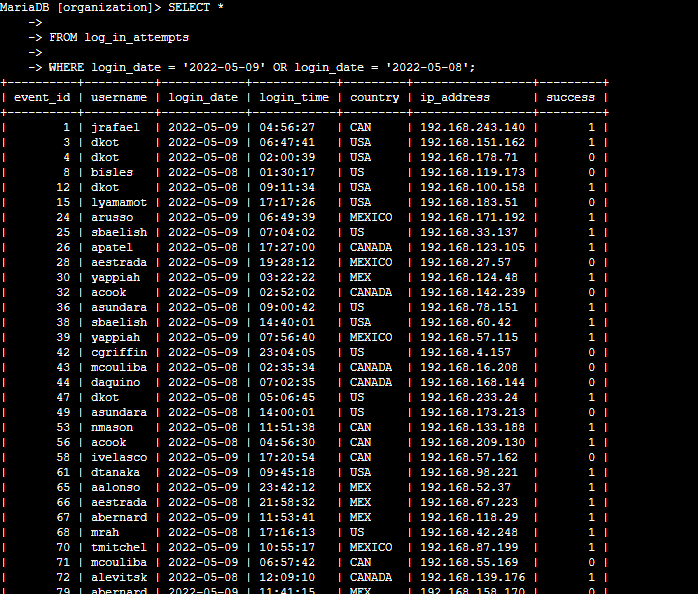 MariaDB [organization]> SELECT *
    ->
    -> FROM log_in_attempts
    ->
    -> WHERE login_date = '2022-05-09' OR login_date = '2022-05-08';
+----------+----------+------------+------------+---------+-----------------+---------+
| event_id | username | login_date | login_time | country | ip_address      | success |
+----------+----------+------------+------------+---------+-----------------+---------+
|        1 | jrafael  | 2022-05-09 | 04:56:27   | CAN     | 192.168.243.140 |       1 |
|        3 | dkot     | 2022-05-09 | 06:47:41   | USA     | 192.168.151.162 |       1 |
|        4 | dkot     | 2022-05-08 | 02:00:39   | USA     | 192.168.178.71  |       0 |
|        8 | bisles   | 2022-05-08 | 01:30:17   | US      | 192.168.119.173 |       0 |
|       12 | dkot     | 2022-05-08 | 09:11:34   | USA     | 192.168.100.158 |       1 |
|       15 | lyamamot | 2022-05-09 | 17:17:26   | USA     | 192.168.183.51  |       0 |
|       24 | arusso   | 2022-05-09 | 06:49:39   | MEXICO  | 192.168.171.192 |       1 |
|       25 | sbaelish | 2022-05-09 | 07:04:02   | US      | 192.168.33.137  |       1 |
|       26 | apatel   | 2022-05-08 | 17:27:00   | CANADA  | 192.168.123.105 |       1 |
|       28 | aestrada | 2022-05-09 | 19:28:12   | MEXICO  | 192.168.27.57   |       0 |
|       30 | yappiah  | 2022-05-09 | 03:22:22   | MEX     | 192.168.124.48  |       1 |
|       32 | acook    | 2022-05-09 | 02:52:02   | CANADA  | 192.168.142.239 |       0 |
|       36 | asundara | 2022-05-08 | 09:00:42   | US      | 192.168.78.151  |       1 |
|       38 | sbaelish | 2022-05-09 | 14:40:01   | USA     | 192.168.60.42   |       1 |
|       39 | yappiah  | 2022-05-09 | 07:56:40   | MEXICO  | 192.168.57.115  |       1 |
|       42 | cgriffin | 2022-05-09 | 23:04:05   | US      | 192.168.4.157   |       0 |
|       43 | mcouliba | 2022-05-08 | 02:35:34   | CANADA  | 192.168.16.208  |       0 |
|       44 | daquino  | 2022-05-08 | 07:02:35   | CANADA  | 192.168.168.144 |       0 |
|       47 | dkot     | 2022-05-08 | 05:06:45   | US      | 192.168.233.24  |       1 |
|       49 | asundara | 2022-05-08 | 14:00:01   | US      | 192.168.173.213 |       0 |
|       53 | nmason   | 2022-05-08 | 11:51:38   | CAN     | 192.168.133.188 |       1 |
|       56 | acook    | 2022-05-08 | 04:56:30   | CAN     | 192.168.209.130 |       1 |
|       58 | ivelasco | 2022-05-09 | 17:20:54   | CAN     | 192.168.57.162  |       0 |
|       61 | dtanaka  | 2022-05-09 | 09:45:18   | USA     | 192.168.98.221  |       1 |
|       65 | aalonso  | 2022-05-09 | 23:42:12   | MEX     | 192.168.52.37   |       1 |
|       66 | aestrada | 2022-05-08 | 21:58:32   | MEX     | 192.168.67.223  |       1 |
|       67 | abernard | 2022-05-09 | 11:53:41   | MEX     | 192.168.118.29  |       1 |
|       68 | mrah     | 2022-05-08 | 17:16:13   | US      | 192.168.42.248  |       1 |
|       70 | tmitchel | 2022-05-09 | 10:55:17   | MEXICO  | 192.168.87.199  |       1 |
|       71 | mcouliba | 2022-05-09 | 06:57:42   | CAN     | 192.168.55.169  |       0 |
|       72 | alevitsk | 2022-05-08 | 12:09:10   | CANADA  | 192.168.139.176 |       1 |
|       79 | abernard | 2022-05-09 | 11:41:15   | MEX     | 192.168.158.170 |       0 |